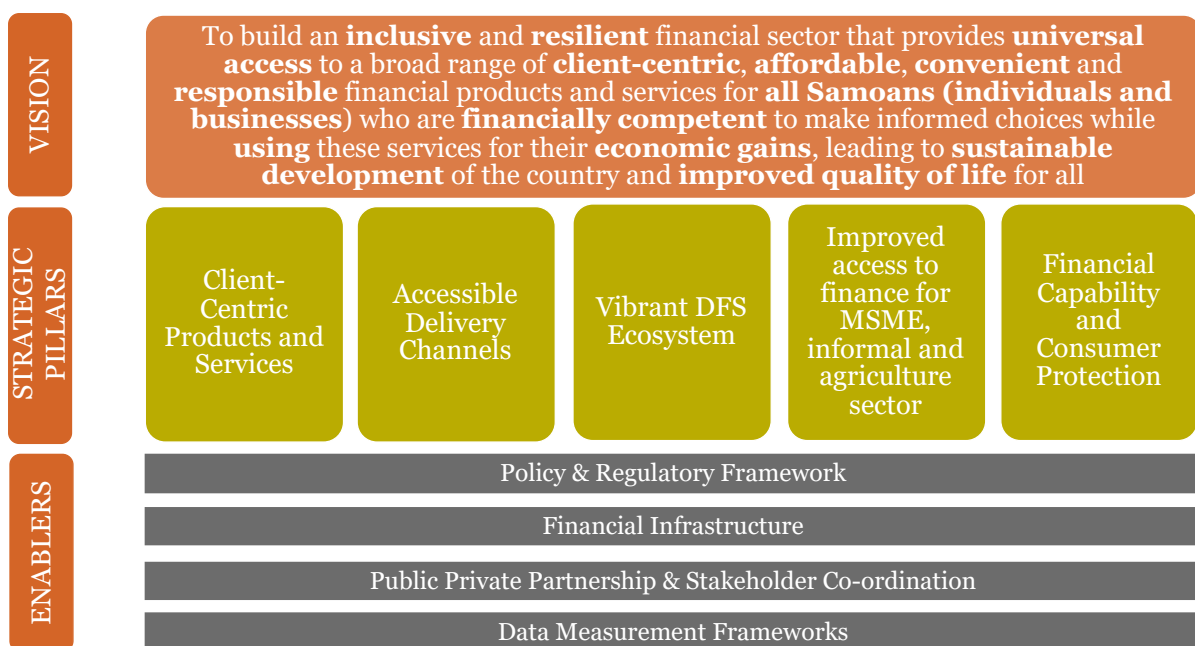 VISION
To build an inclusive and resilient financial sector that provides universal
access to a broad range of client-centric, affordable, convenient and
responsible financial products and services for all Samoans (individuals and
businesses) who are financially competent to make informed choices while
using these services for their economic gains, leading to sustainable
development of the country and improved quality of life for all
STRATEGIC
PILLARS
Client-
Centric
Products and
Services
Accessible
Delivery
Channels
Vibrant DFS
Ecosystem
Improved
access to
finance for
MSME,
informal and
agriculture
sector
Financial
Capability
and
Consumer
Protection
ENABLERS
Policy & Regulatory Framework
Financial Infrastructure
Public Private Partnership & Stakeholder Co-ordination
Data Measurement Frameworks